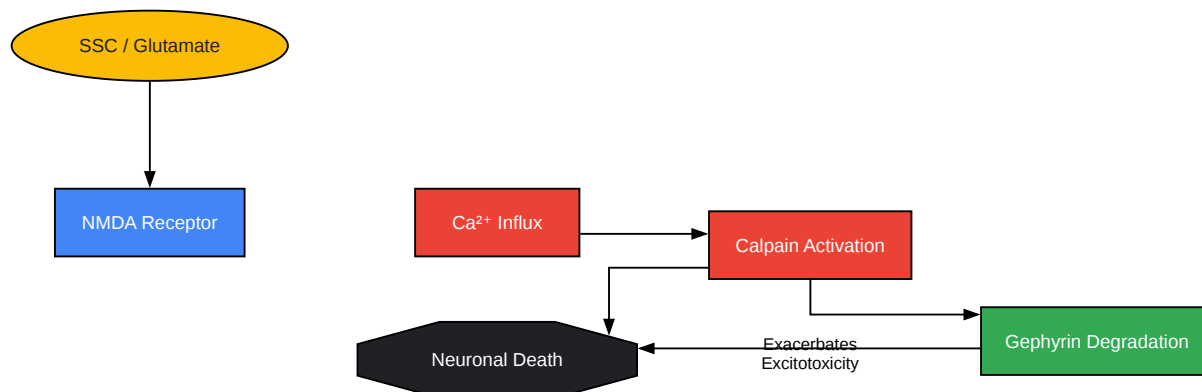 SSC / Glutamate
NMDA Receptor
Ca²⁺ Influx
Calpain Activation
Gephyrin Degradation
Exacerbates
Excitotoxicity
Neuronal Death